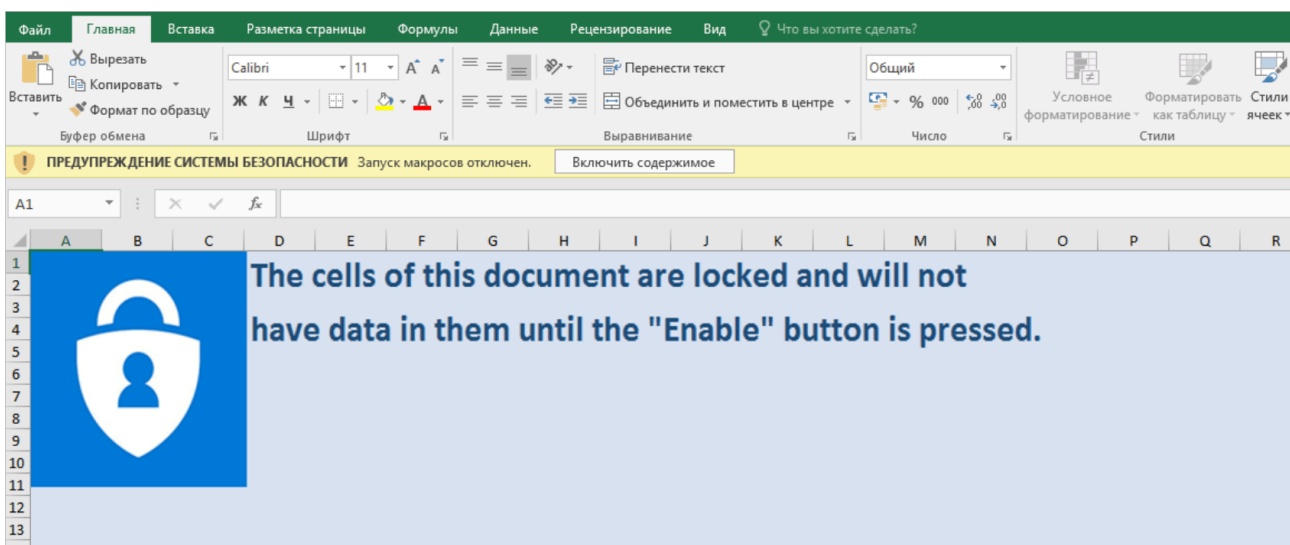 Файл Главная Вставка Разметка страницы Формулы Данные Рецензирование Вид Что вы хотите сделать?
Вставить
Вырезать
Копировать
Формат по образцу
Буфер обмена
Calibri 11 A A
Ж К Ч A
Шрифт
Перенести текст
Объединить и поместить в центре
Выравнивание
Общий
% 000 ,00 ,0 ,00 ,0
Число
Условное форматирование
Форматировать как таблицу
Стили ячеек
Стили
ПРЕДУПРЕЖДЕНИЕ СИСТЕМЫ БЕЗОПАСНОСТИ Запуск макросов отключен. Включить содержимое
A1 fx
A B C D E F G H I J K L M N O P Q R
1
2
3
4
5
6
7
8
9
10
11
12
13
The cells of this document are locked and will not
have data in them until the "Enable" button is pressed.